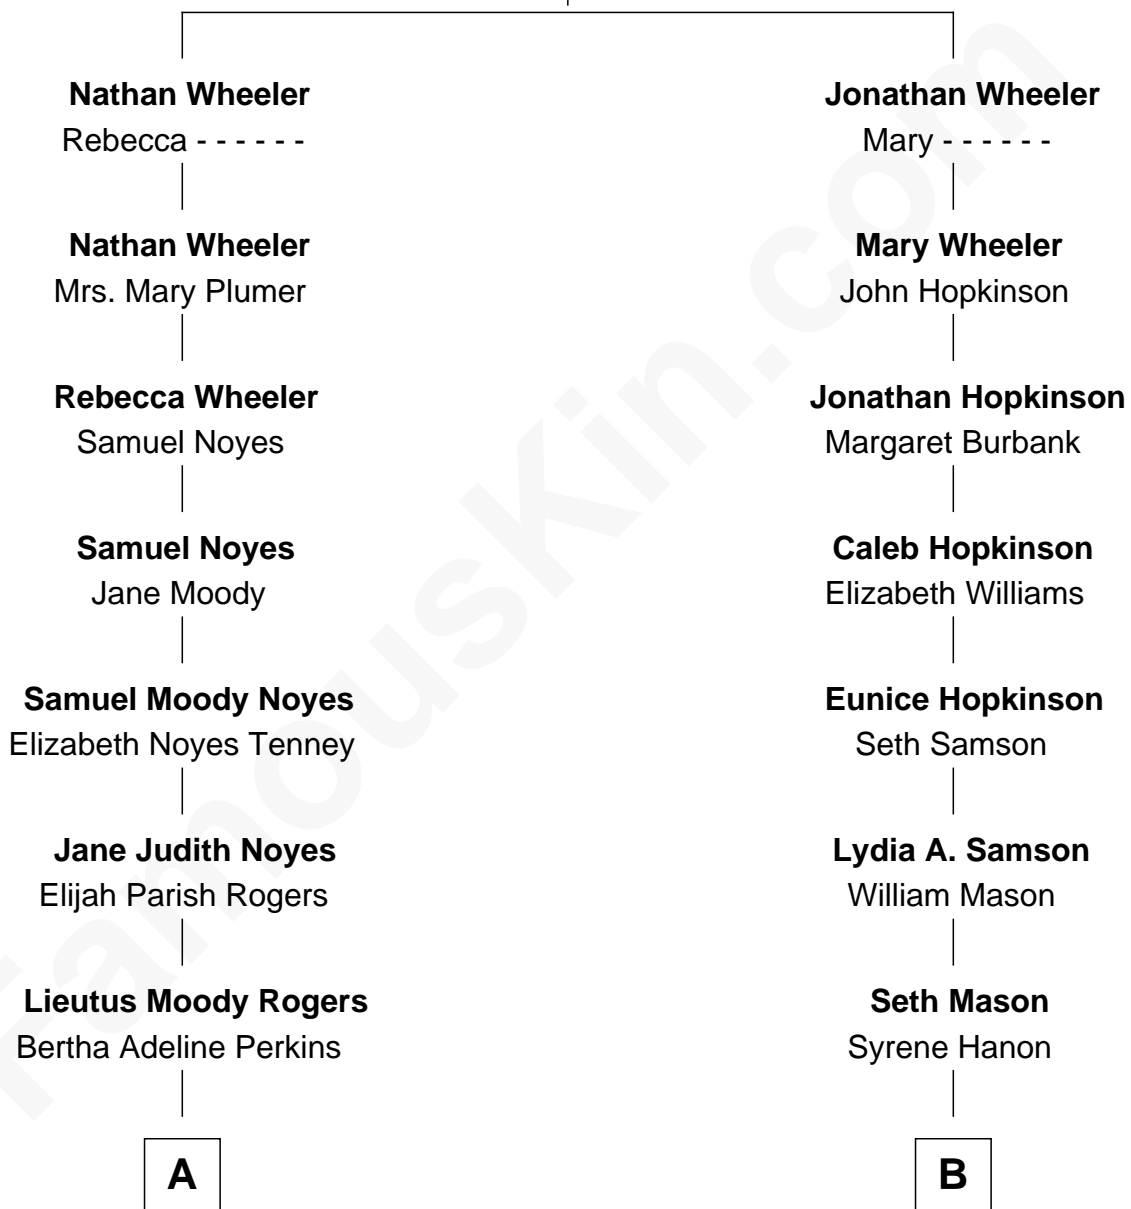 Nathan Wheeler
Rebecca - - - - - -
Nathan Wheeler
Mrs. Mary Plumer
Rebecca Wheeler
Samuel Noyes
Samuel Noyes
Jane Moody
Samuel Moody Noyes
Elizabeth Noyes Tenney
Jane Judith Noyes
Elijah Parish Rogers
Lieutus Moody Rogers
Bertha Adeline Perkins
A
Jonathan Wheeler
Mary - - - - - -
Mary Wheeler
John Hopkinson
Jonathan Hopkinson
Margaret Burbank
Caleb Hopkinson
Elizabeth Williams
Eunice Hopkinson
Seth Samson
Lydia A. Samson
William Mason
Seth Mason
Syrene Hanon
B
FamousKin.com